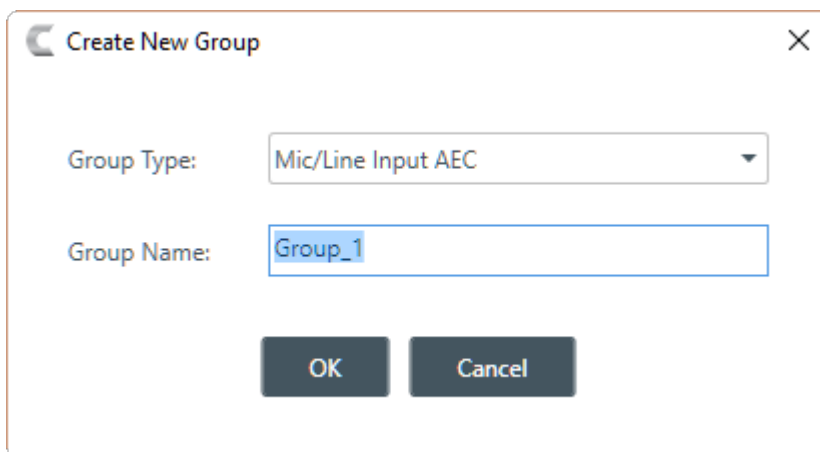 Create New Group
Group Type: Mic/Line Input AEC
Group Name: Group_1
OK Cancel